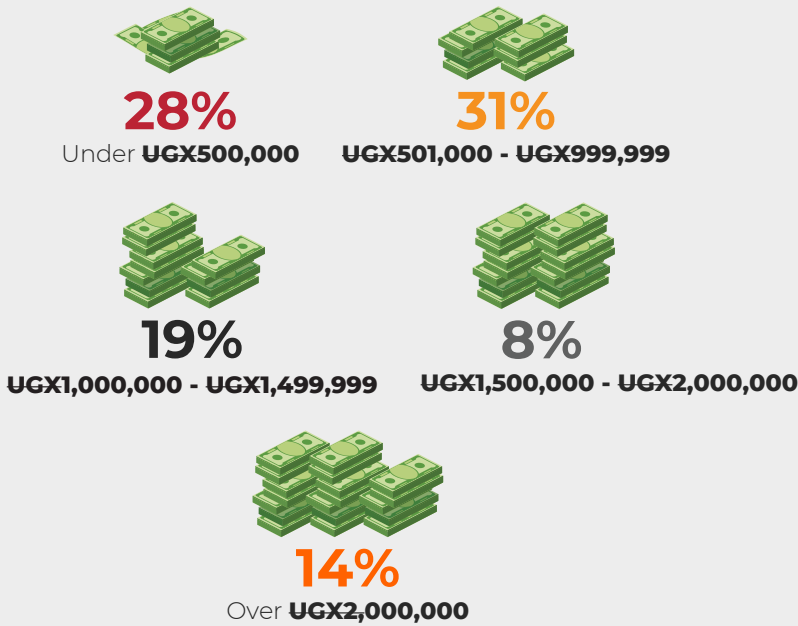 28%
Under UGX500,000
31%
UGX501,000 - UGX999,999
19%
UGX1,000,000 - UGX1,499,999
8%
UGX1,500,000 - UGX2,000,000
14%
Over UGX2,000,000